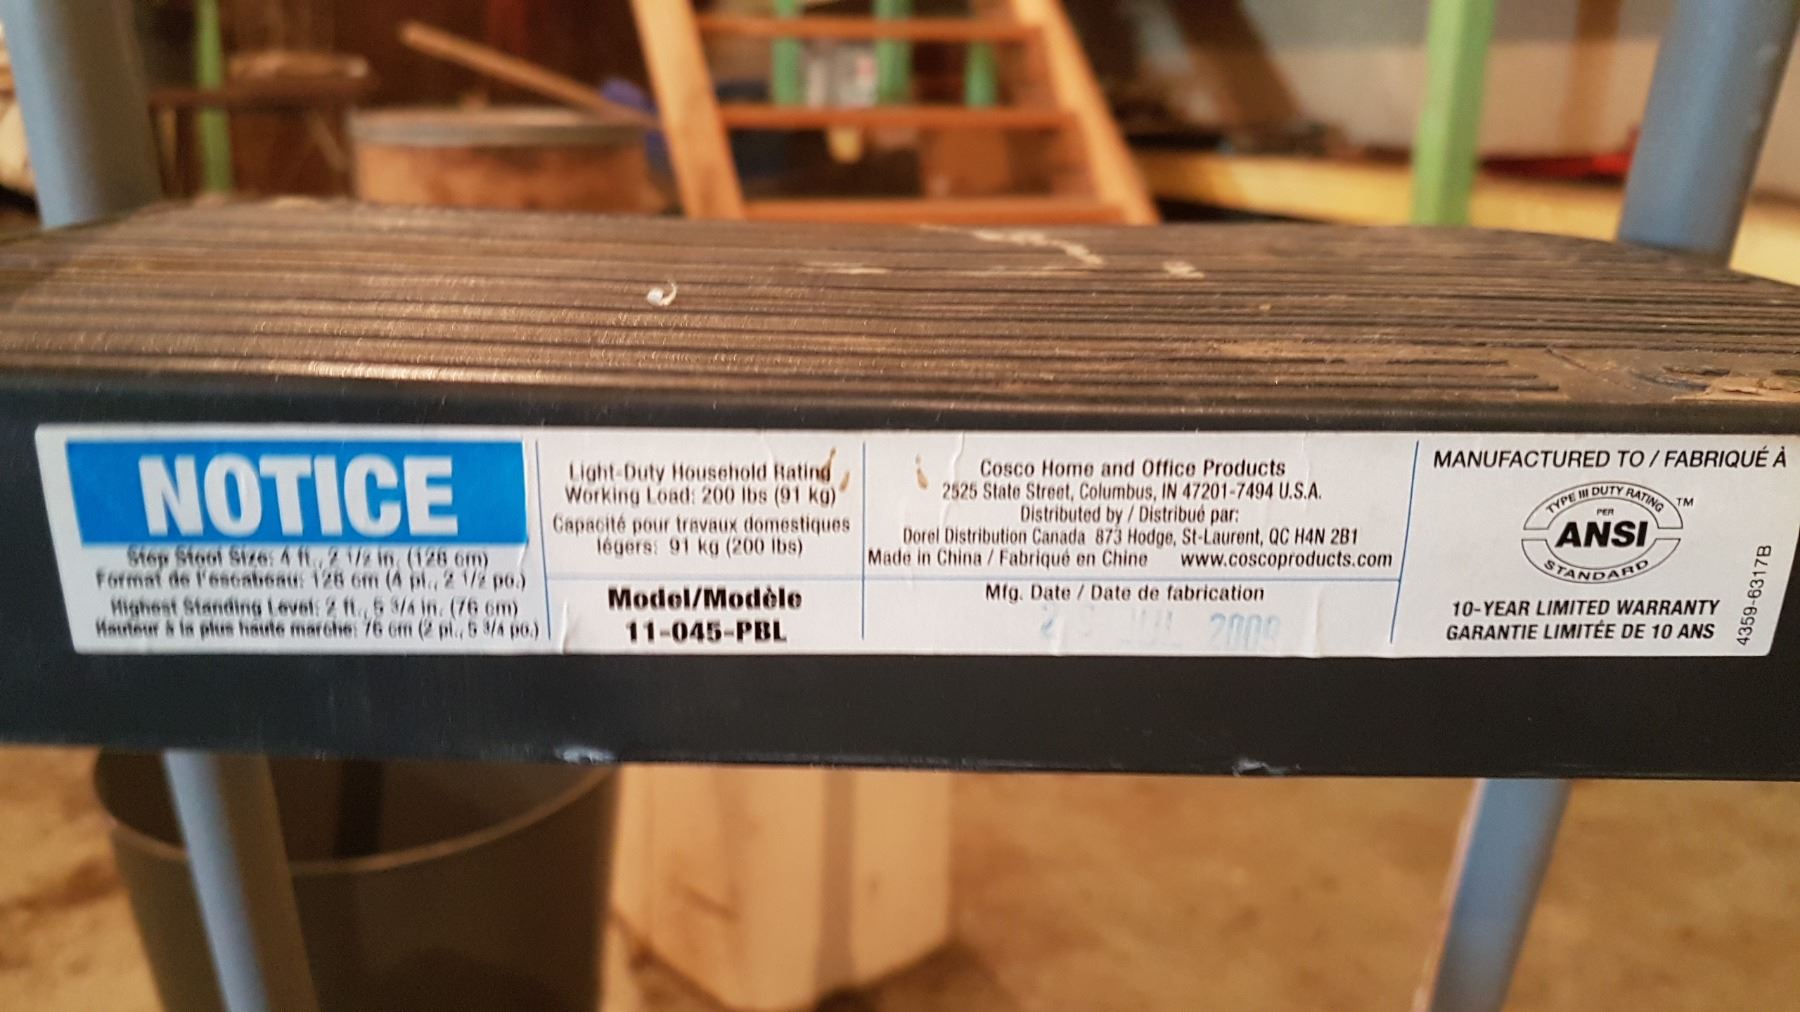 NOTICE
Step Stool Size: 4 ft., 2 1/2 in. (128 cm)
Format de l'escabeau: 128 cm (4 pi., 2 1/2 po.)
Highest Standing Level: 2 ft., 5 3/4 in. (76 cm)
Hauteur à la plus haute marche: 76 cm (2 pi., 5 3/4 po.)
Light-Duty Household Rating
Working Load: 200 lbs (91 kg)
Capacité pour travaux domestiques
légers: 91 kg (200 lbs)
Model/Modèle
11-045-PBL
Cosco Home and Office Products
2525 State Street, Columbus, IN 47201-7494 U.S.A.
Distributed by / Distribué par:
Dorel Distribution Canada 873 Hodge, St-Laurent, QC H4N 2B1
Made in China / Fabriqué en Chine www.coscoproducts.com
Mfg. Date / Date de fabrication
JUL
MANUFACTURED TO / FABRIQUÉ À
TYPE III DUTY RATING TM
PER
ANSI
STANDARD
10-YEAR LIMITED WARRANTY
GARANTIE LIMITÉE DE 10 ANS
4359-6317B